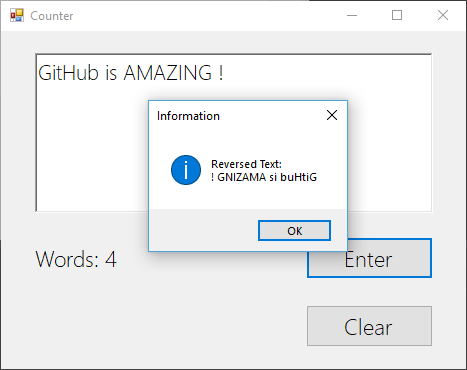 Counter
GitHub is AMAZING !
Information
Reversed Text:
! GNIZAMA si buHtiG
OK
Words: 4
Enter
Clear